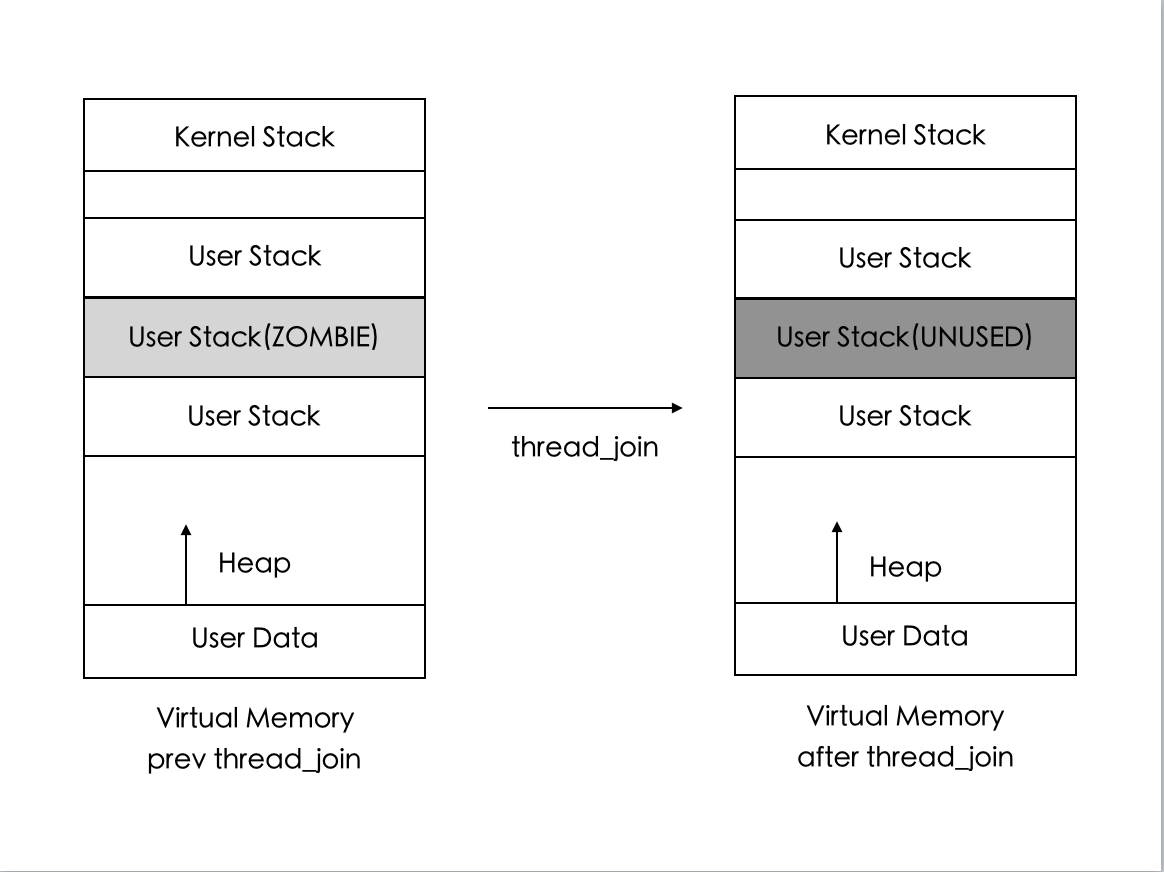 Kernel Stack
User Stack
User Stack(ZOMBIE)
User Stack
Heap
User Data
Virtual Memory
prev thread_join
thread_join
Kernel Stack
User Stack
User Stack(UNUSED)
User Stack
Heap
User Data
Virtual Memory
after thread_join